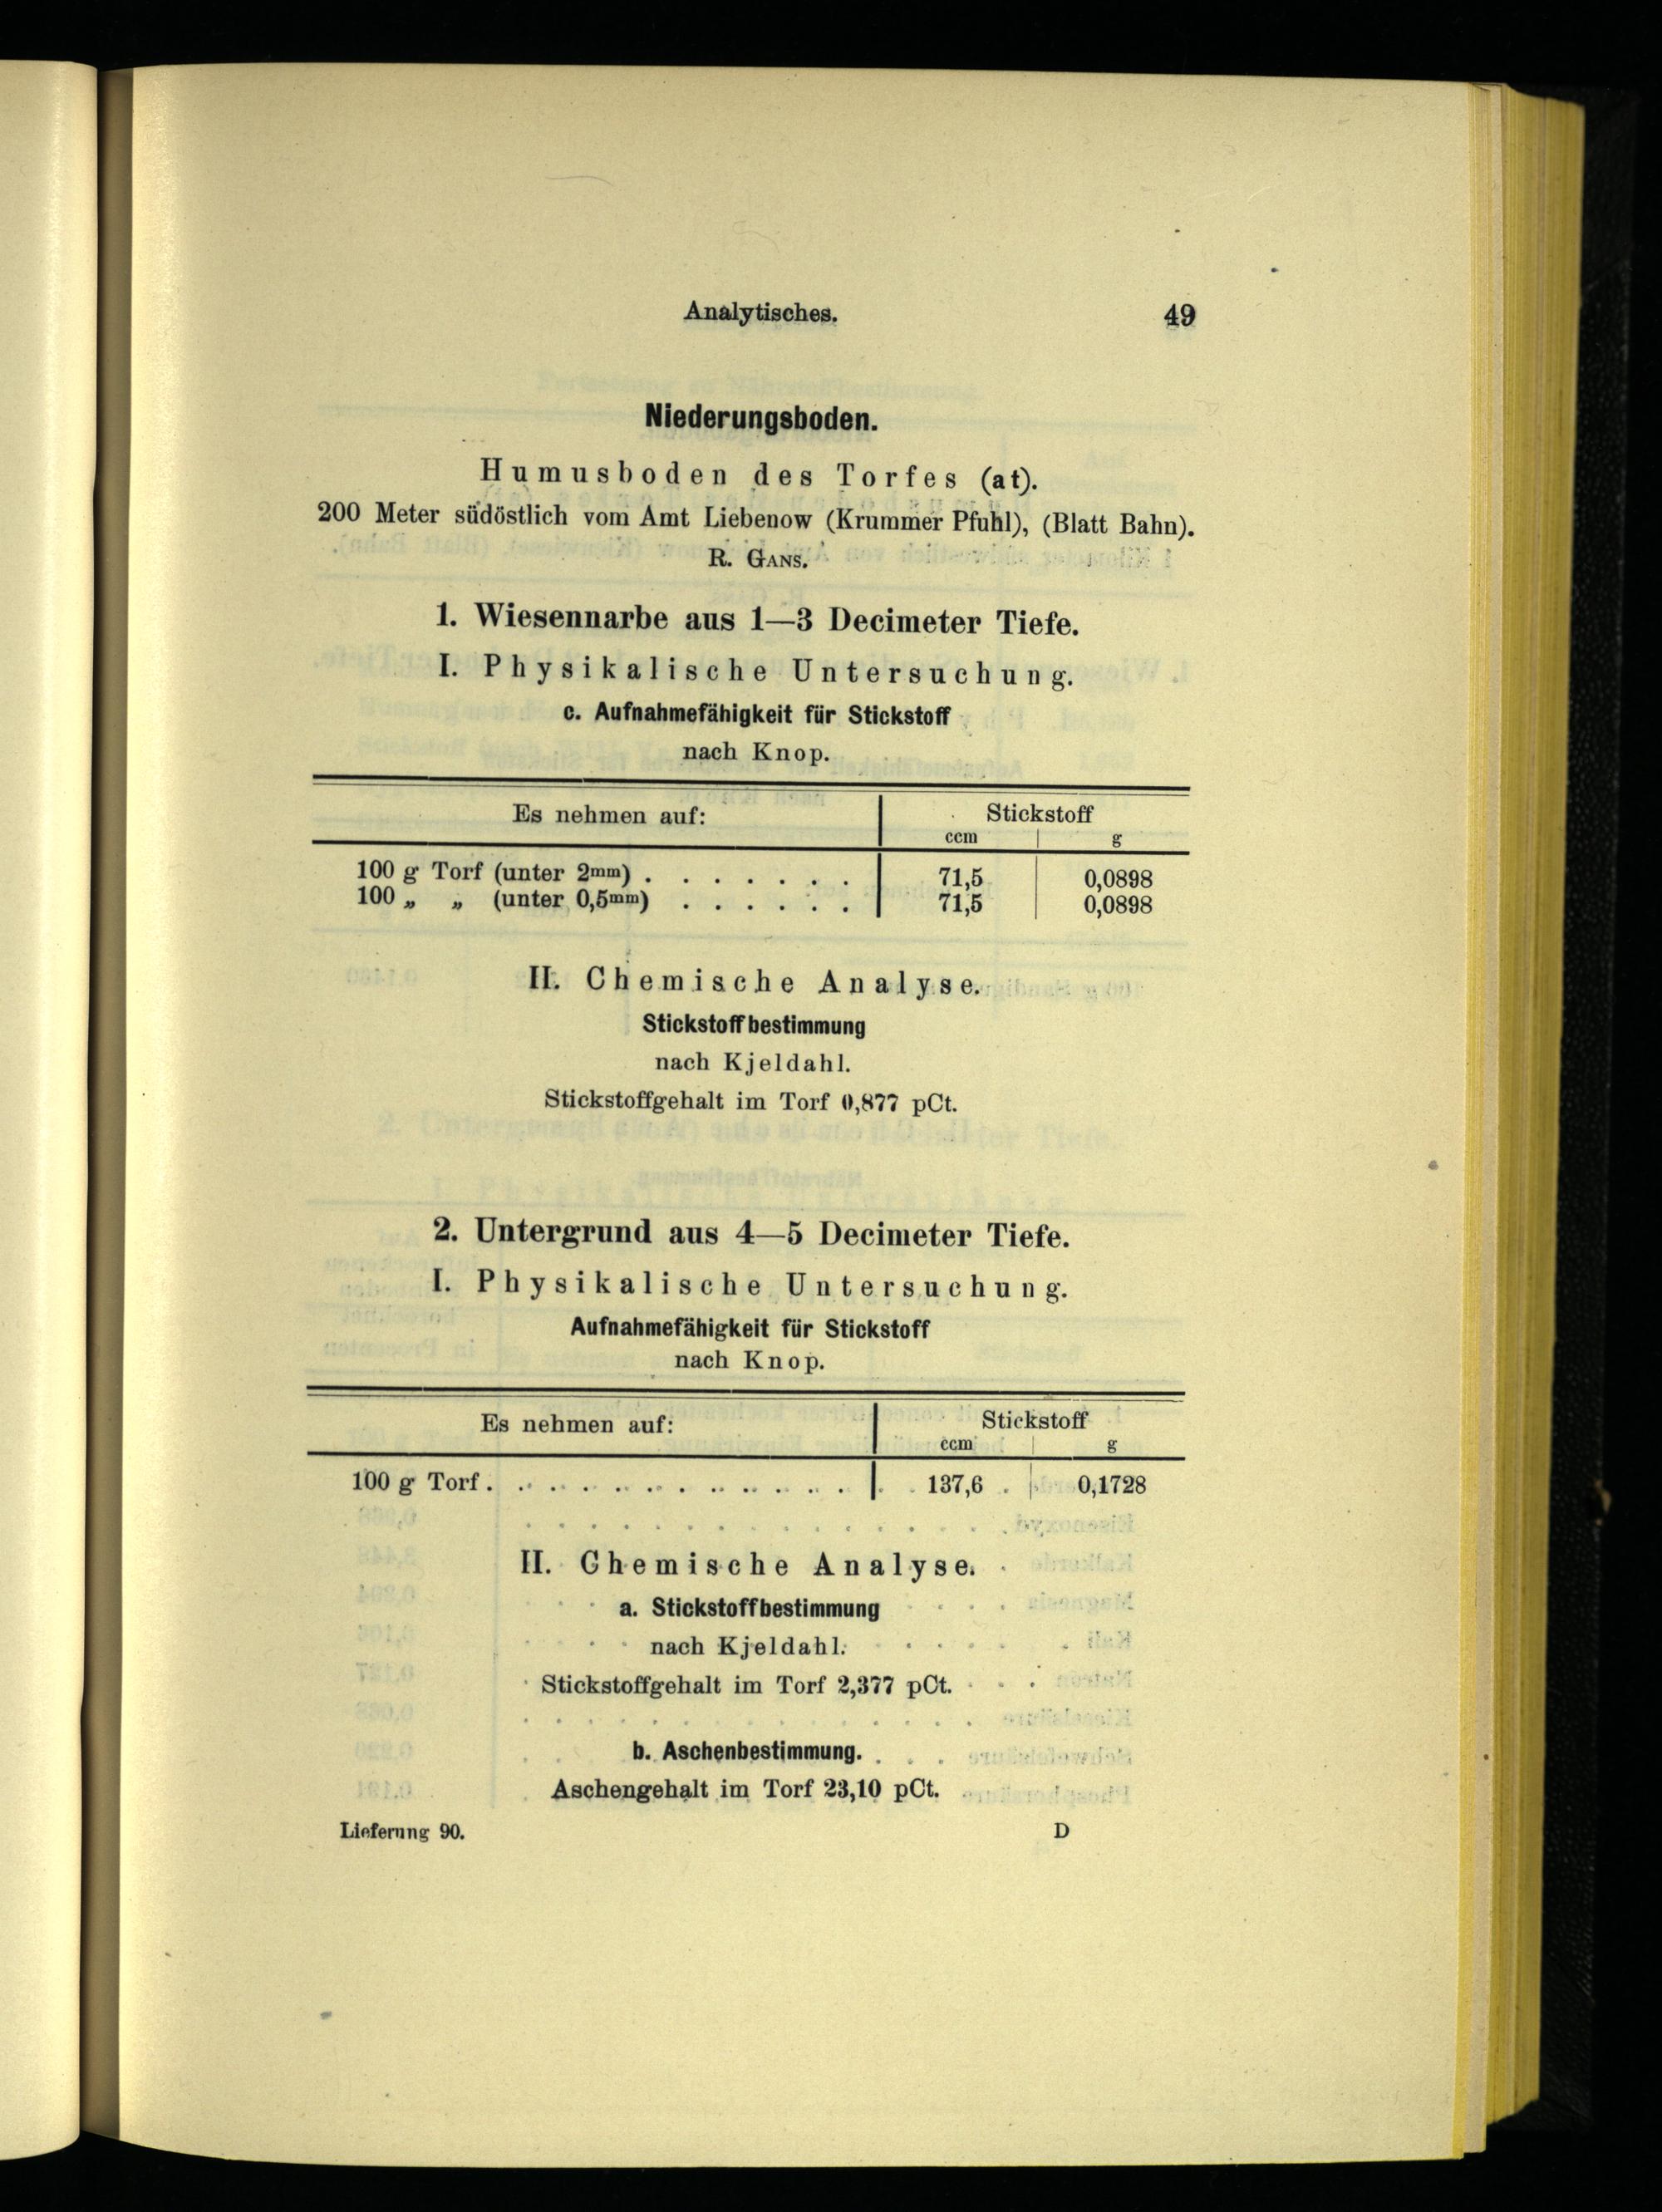 Analytisches. 49
Niederungsboden.
Humusboden des Torfes (at).
200 Meter südöstlich vom Amt Liebenow (Krummer Pfuhl), (Blatt Bahn).
R. GANS.
1. Wiesennarbe aus 1—3 Decimeter Tiefe.
I. Physikalische Untersuchung.
c. Aufnahmefähigkeit für Stickstoff
nach Knop.
Es nehmen auf: Stickstoff
ccm g
100 g Torf (unter 2mm) . . . . . . . 71,5 0,0898
100 „ „ (unter 0,5mm) . . . . . . 71,5 0,0898
II. Chemische Analyse.
Stickstoffbestimmung
nach Kjeldahl.
Stickstoffgehalt im Torf 0,877 pCt.
2. Untergrund aus 4—5 Decimeter Tiefe.
I. Physikalische Untersuchung.
Aufnahmefähigkeit für Stickstoff
nach Knop.
Es nehmen auf: Stickstoff
ccm g
100 g Torf . . . . . . . . . . . . 137,6 0,1728
II. Chemische Analyse.
a. Stickstoffbestimmung
nach Kjeldahl.
Stickstoffgehalt im Torf 2,377 pCt.
b. Aschenbestimmung.
Aschengehalt im Torf 23,10 pCt.
Lieferung 90. D